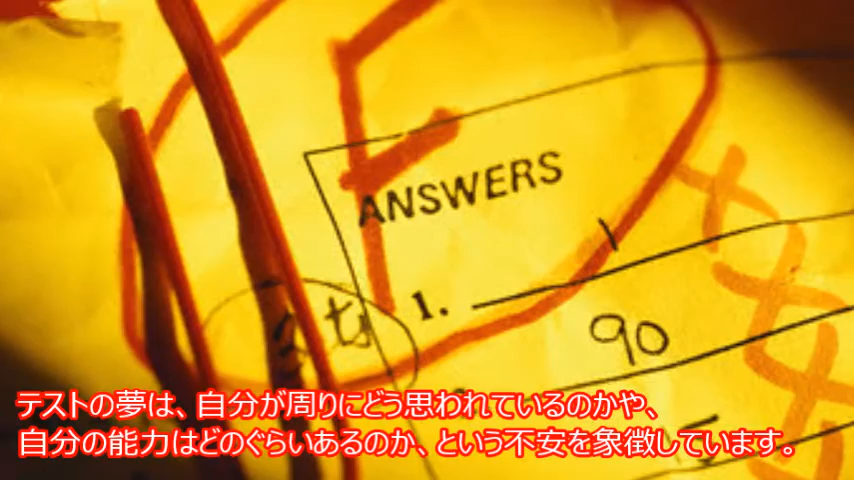 F
ANSWERS
1.
90
テストの夢は、自分が周りにどう思われているのかや、
自分の能力はどのぐらいあるのか、という不安を象徴しています。